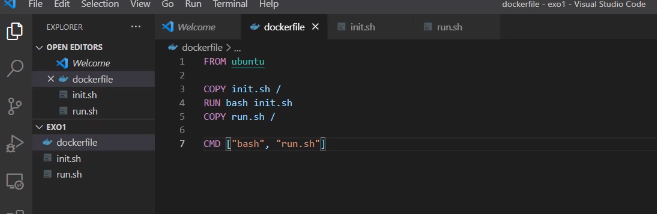 File Edit Selection View Go Run Terminal Help dockerfile - exo1 - Visual Studio Code
EXPLORER ... Welcome dockerfile init.sh run.sh
OPEN EDITORS
Welcome
dockerfile
init.sh
run.sh
EXO1
dockerfile
init.sh
run.sh
dockerfile > ...
1 FROM ubuntu
2
3 COPY init.sh /
4 RUN bash init.sh
5 COPY run.sh /
6
7 CMD ["bash", "run.sh"]